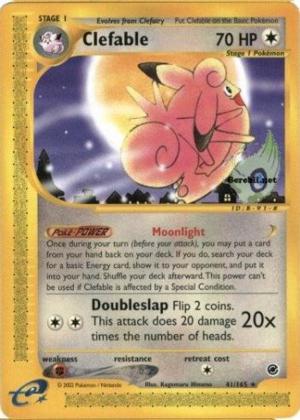 STAGE 1
Evolves from Clefairy
Put Clefable on the Basic Pokémon
Clefable 70 HP
Stage 1 Pokémon
Serebii.net
Poké-POWER Moonlight
Once during your turn (before your attack), you may put a card
from your hand back on your deck. If you do, search your deck
for a basic Energy card, show it to your opponent, and put it
into your hand. Shuffle your deck afterward. This power can't
be used if Clefable is affected by a Special Condition.
Doubleslap Flip 2 coins.
This attack does 20 damage 20x
times the number of heads.
weakness resistance retreat cost
e
© 2002 Pokémon / Nintendo Illus. Kagemaru Himeno 41/165